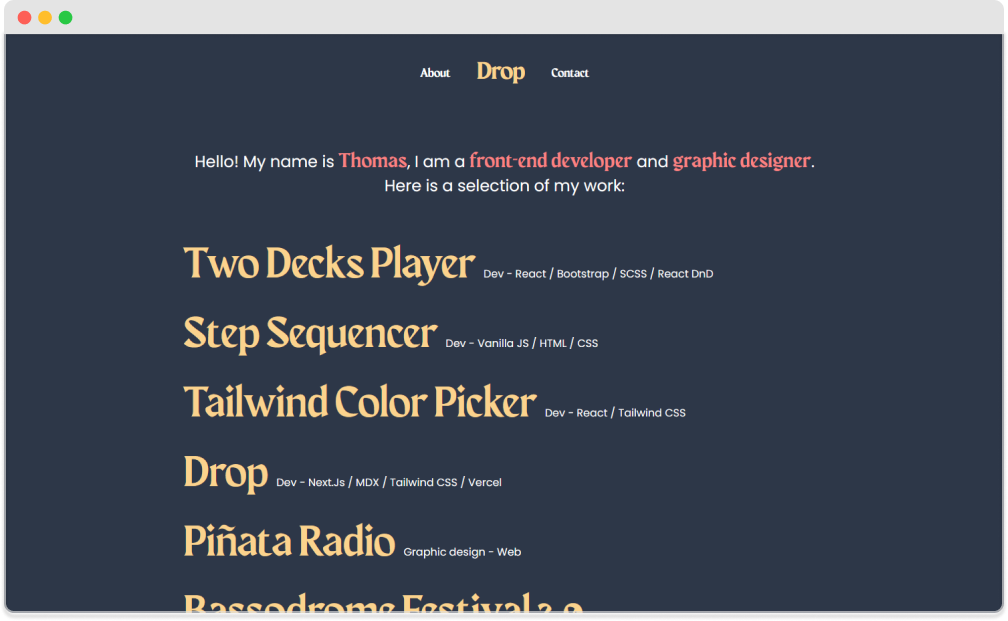 About Drop Contact
Hello! My name is Thomas, I am a front-end developer and graphic designer.
Here is a selection of my work:
Two Decks Player Dev - React / Bootstrap / SCSS / React DnD
Step Sequencer Dev - Vanilla JS / HTML / CSS
Tailwind Color Picker Dev - React / Tailwind CSS
Drop Dev - Next.Js / MDX / Tailwind CSS / Vercel
Piñata Radio Graphic design - Web
Bassodrome Festival